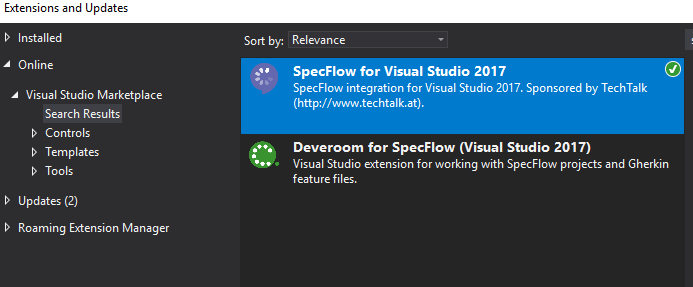 Extensions and Updates
Installed
Online
Visual Studio Marketplace
Search Results
Controls
Templates
Tools
Updates (2)
Roaming Extension Manager
Sort by: Relevance
SpecFlow for Visual Studio 2017
SpecFlow integration for Visual Studio 2017. Sponsored by TechTalk
(http://www.techtalk.at).
Deveroom for SpecFlow (Visual Studio 2017)
Visual Studio extension for working with SpecFlow projects and Gherkin
feature files.